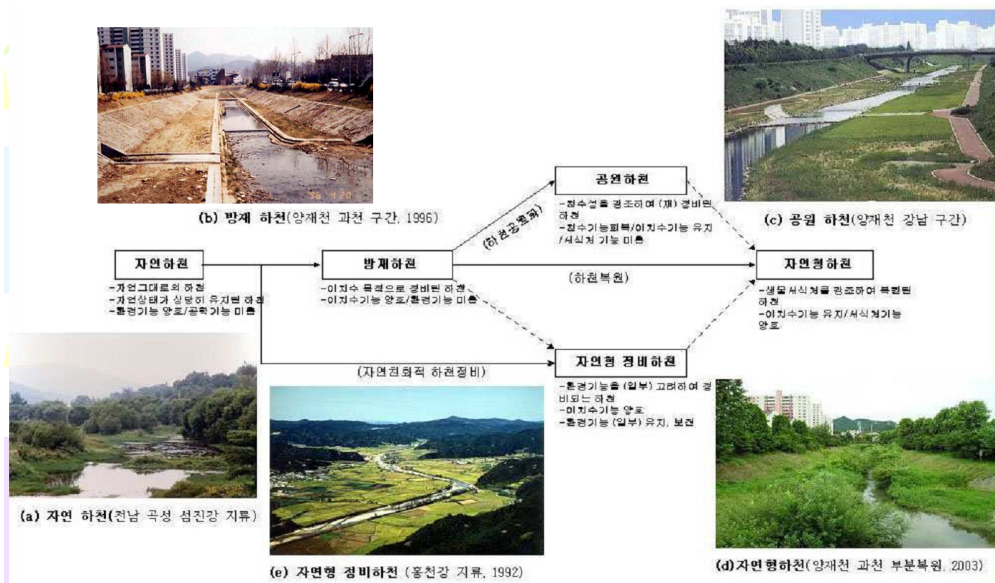 96 4 20
(b) 방재 하천(양재천 과천 구간, 1996)
(c) 공원 하천(양재천 강남 구간)
공원하천
-친수성을 강조하여 (재) 정비된
하천
-친수기능회복/이치수기능 유지
/서식처 기능 미흡
(하천공원화)
자연하천
-자연그대로의 하천
-자연상태가 상당히 유지된 하천
-환경기능 양호/공학기능 미흡
방재하천
-이치수 목적으로 정비된 하천
-이치수기능 양호/환경기능 미흡
(하천복원)
자연형하천
-생물서식처를 강조하여 복원된
하천
-이치수기능 유지/서식처기능
양호
(자연친화적 하천정비)
자연형 정비하천
-환경기능을 (일부) 고려하여 정
비되는 하천
-이치수기능 양호
-환경기능 (일부) 유지, 보전
(a) 자연 하천(전남 곡성 섬진강 지류)
(e) 자연형 정비하천 (홍천강 지류, 1992)
(d)자연형하천(양재천 과천 부분복원, 2003)